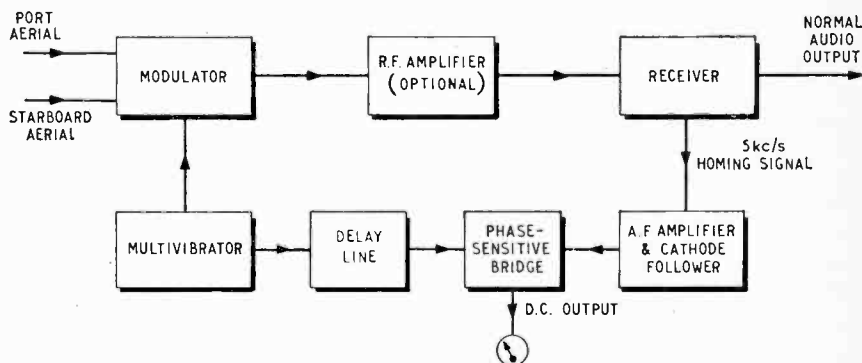 PORT
AERIAL
STARBOARD
AERIAL
MODULATOR
R.F. AMPLIFIER
(OPTIONAL)
RECEIVER
NORMAL
AUDIO
OUTPUT
5kc/s
HOMING SIGNAL
MULTIVIBRATOR
DELAY
LINE
PHASE-
SENSITIVE
BRIDGE
A.F AMPLIFIER
& CATHODE
FOLLOWER
D.C. OUTPUT